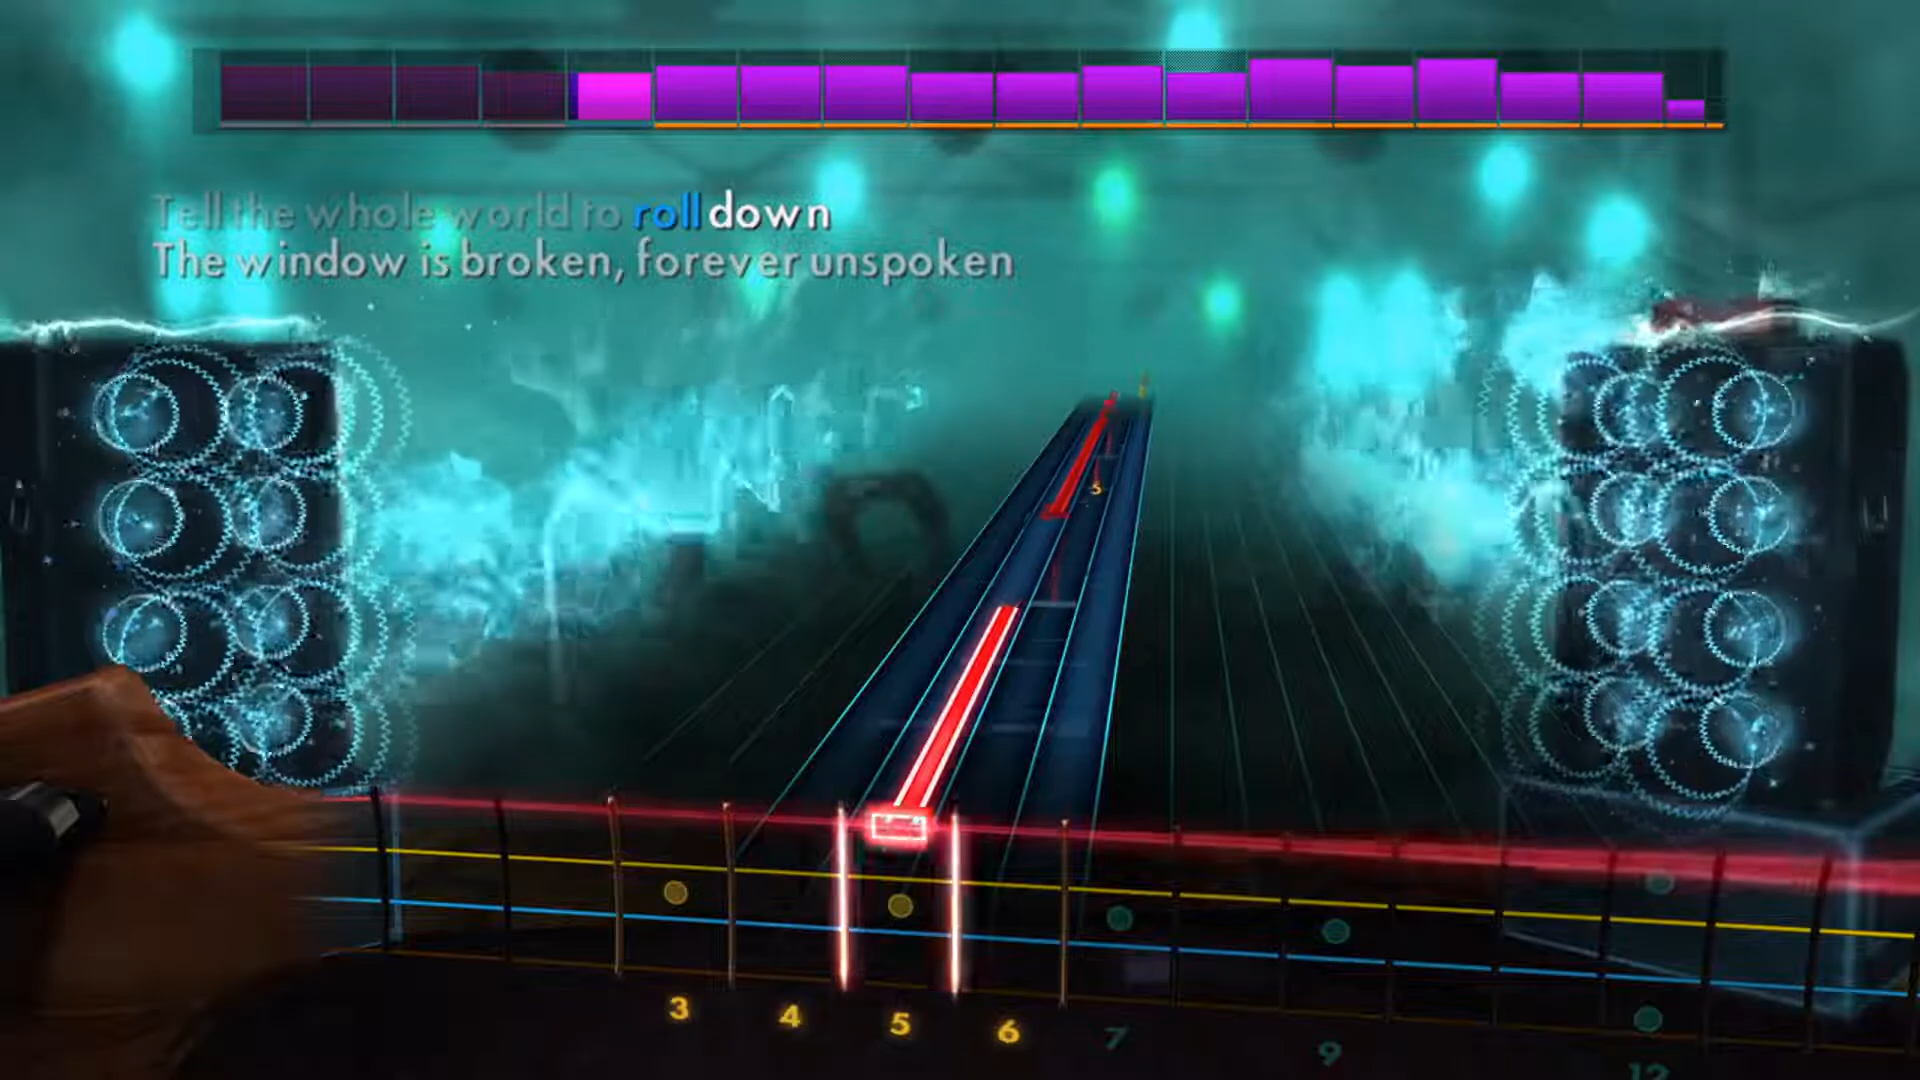 Tell the whole world to roll down
The window is broken, forever unspoken
5
3 4 5 6 7 9 12